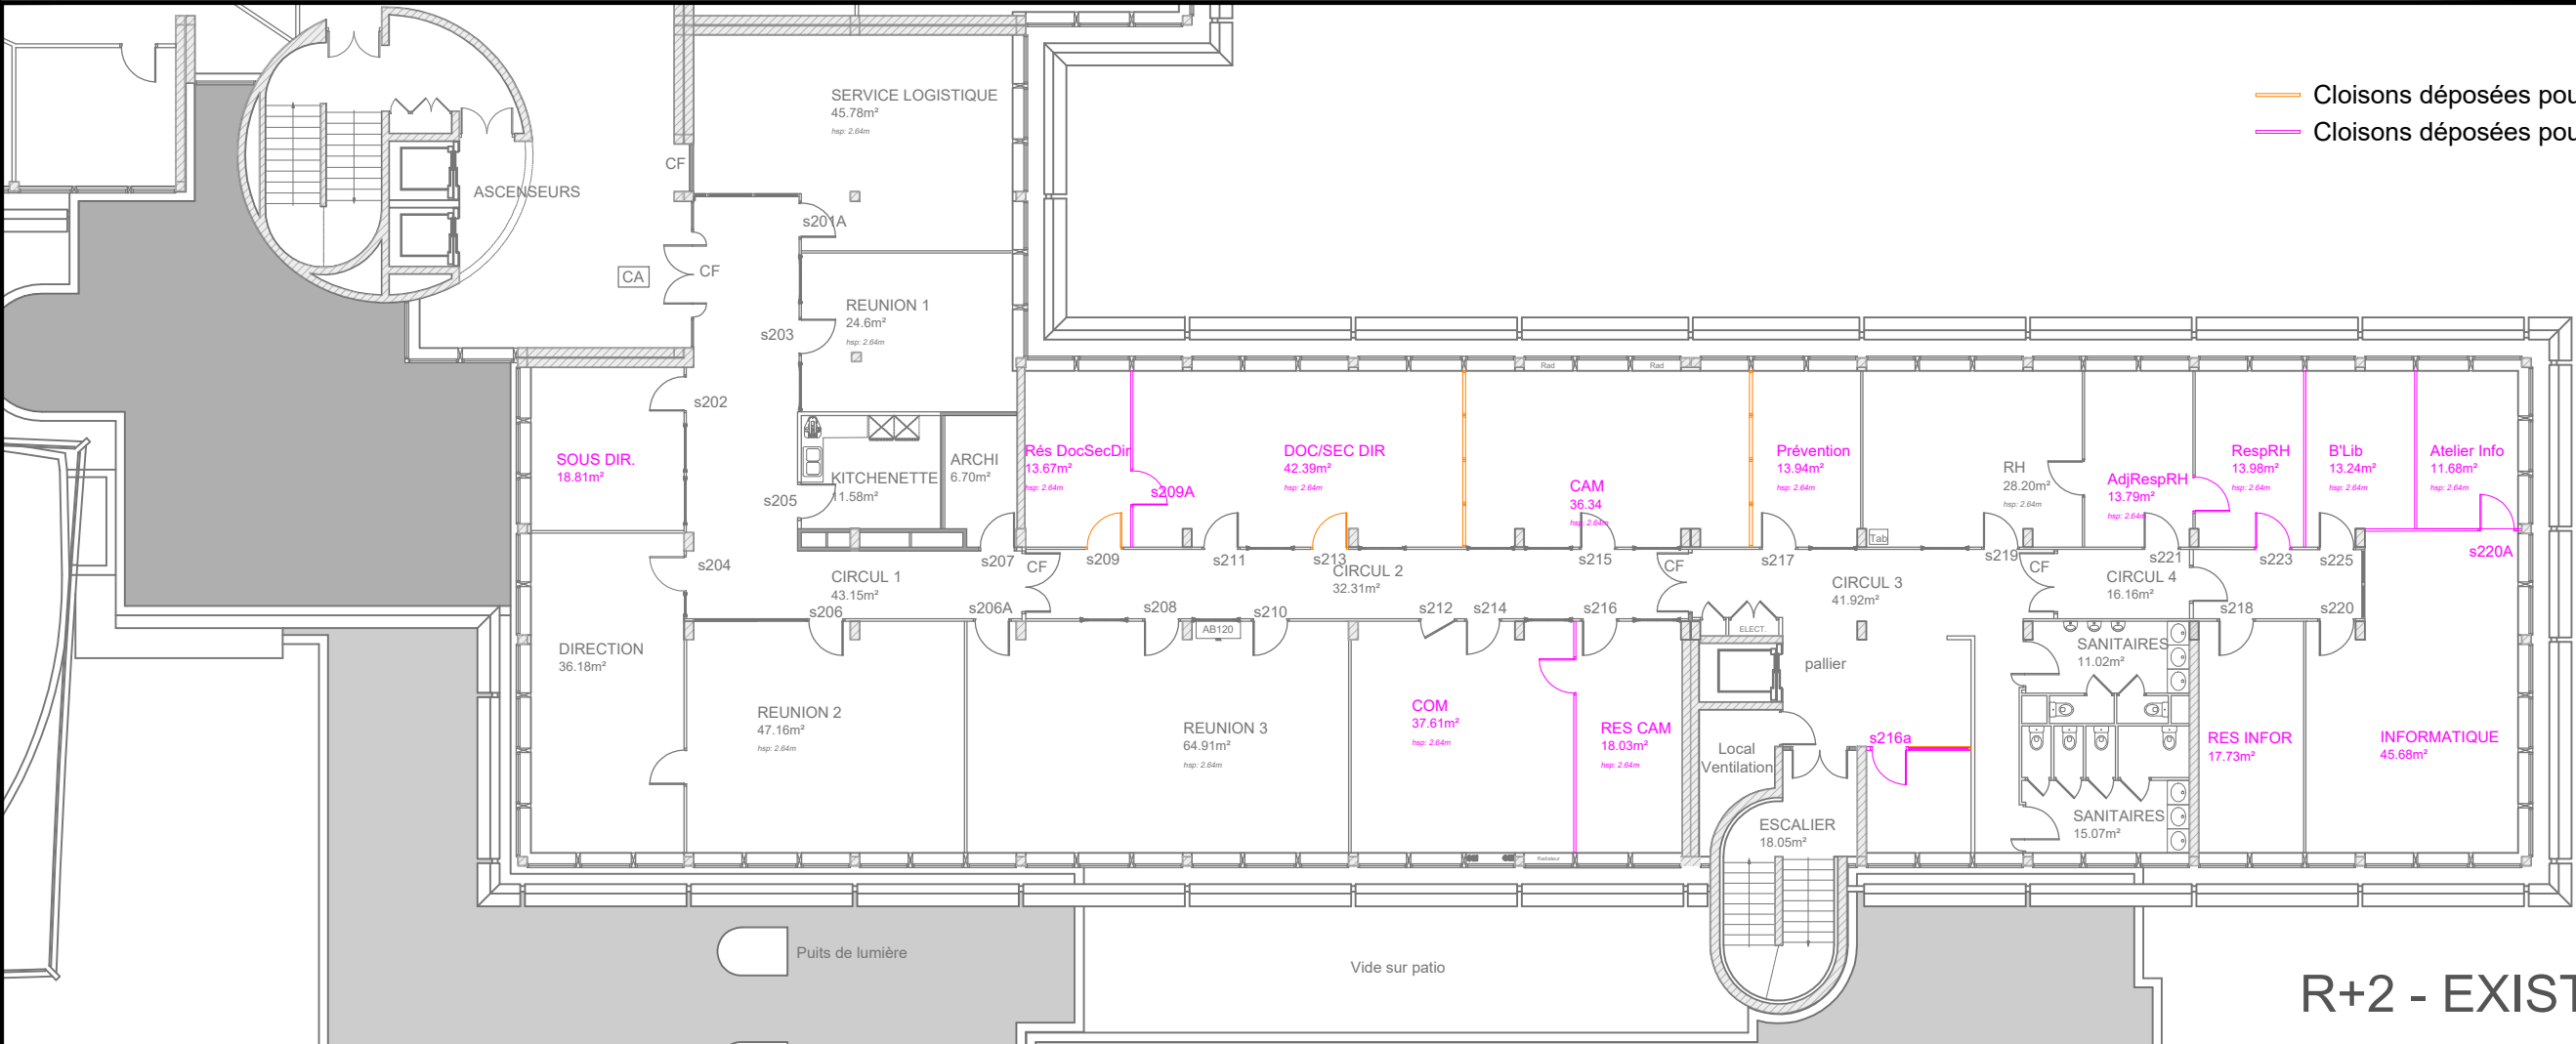 Cloisons déposées pou
Cloisons déposées pou
SERVICE LOGISTIQUE
45.78m²
hsp: 2.64m
CF
ASCENSEURS
s201A
CA
CF
REUNION 1
24.6m²
hsp: 2.64m
s203
s202
SOUS DIR.
18.81m²
s205
KITCHENETTE
11.58m²
ARCHI
6.70m²
Rés DocSecDir
13.67m²
hsp: 2.64m
s209A
DOC/SEC DIR
42.39m²
hsp: 2.64m
Rad
Rad
CAM
36.34
hsp: 2.64m
Prévention
13.94m²
hsp: 2.64m
RH
28.20m²
hsp: 2.64m
AdjRespRH
13.79m²
hsp: 2.64m
RespRH
13.98m²
hsp: 2.64m
B'Lib
13.24m²
hsp: 2.64m
Atelier Info
11.68m²
hsp: 2.64m
Tab
s204
CIRCUL 1
43.15m²
s207
CF
s209
s211
s213
CIRCUL 2
32.31m²
s215
CF
s217
CIRCUL 3
41.92m²
s219
CF
CIRCUL 4
16.16m²
s221
s223
s225
s220A
s206
s206A
s208
AB120
s210
s212
s214
s216
ELECT.
s218
s220
DIRECTION
36.18m²
REUNION 2
47.16m²
hsp: 2.64m
REUNION 3
64.91m²
hsp: 2.64m
COM
37.61m²
hsp: 2.64m
RES CAM
18.03m²
hsp: 2.64m
pallier
Local
Ventilation
s216a
SANITAIRES
11.02m²
RES INFOR
17.73m²
INFORMATIQUE
45.68m²
SANITAIRES
15.07m²
ESCALIER
18.05m²
Radiateur
Puits de lumière
Vide sur patio
R+2 - EXIST